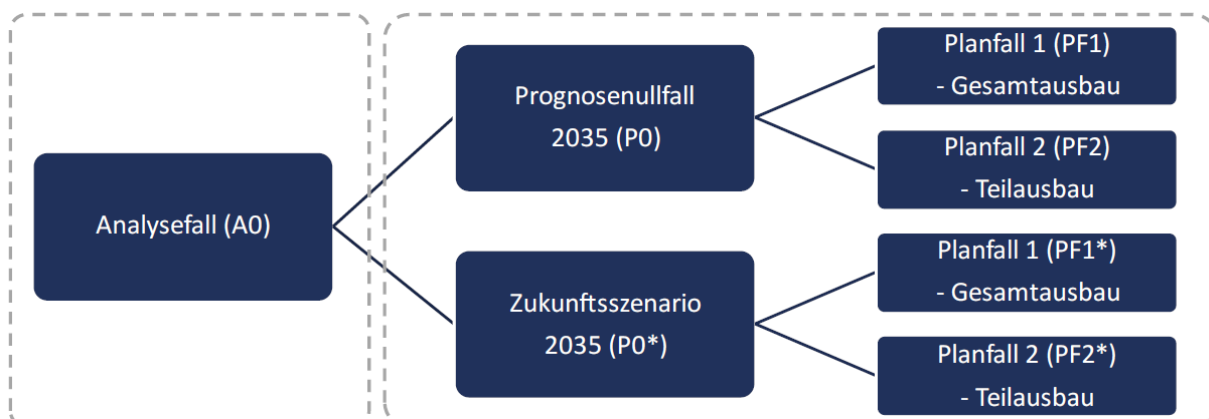 Analysefall (A0)
Prognosenullfall
2035 (P0)
Zukunftsszenario
2035 (P0*)
Planfall 1 (PF1)
- Gesamtausbau
Planfall 2 (PF2)
- Teilausbau
Planfall 1 (PF1*)
- Gesamtausbau
Planfall 2 (PF2*)
- Teilausbau